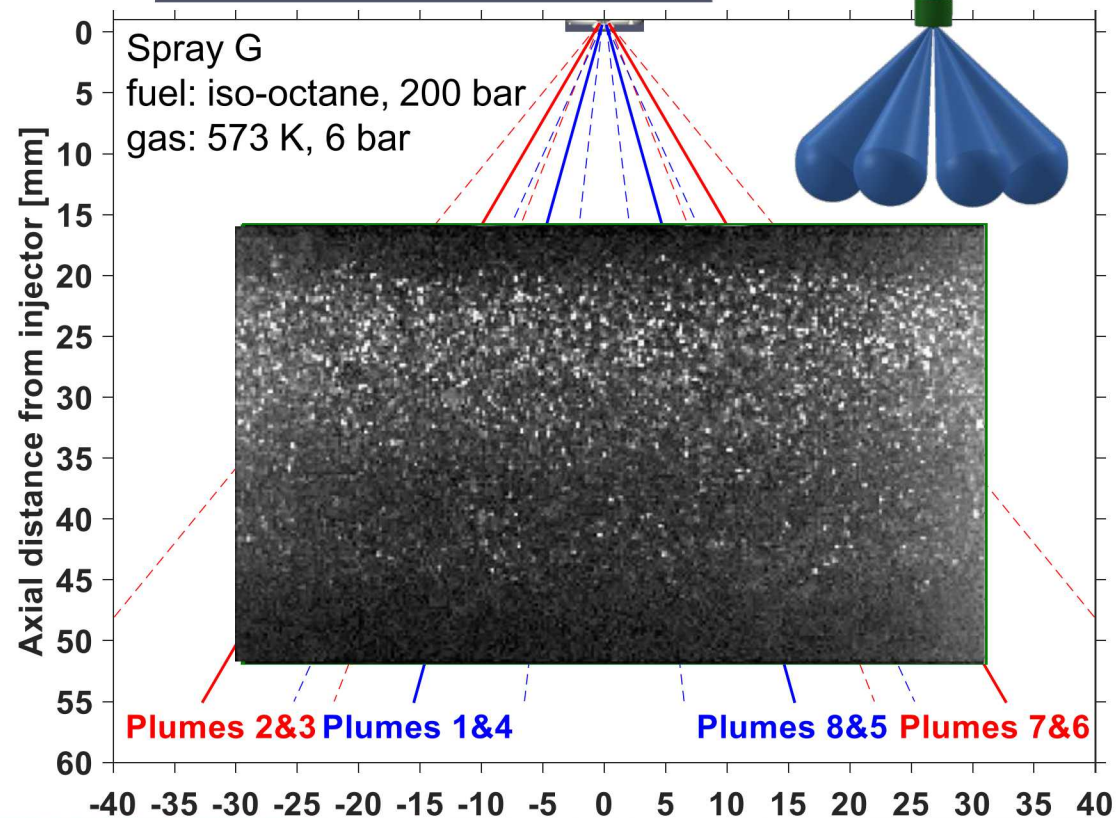 Spray G
fuel: iso-octane, 200 bar
gas: 573 K, 6 bar
Axial distance from injector [mm]
0
5
10
15
20
25
30
35
40
45
50
55
60
Plumes 2&3 Plumes 1&4 Plumes 8&5 Plumes 7&6
-40 -35 -30 -25 -20 -15 -10 -5 0 5 10 15 20 25 30 35 40